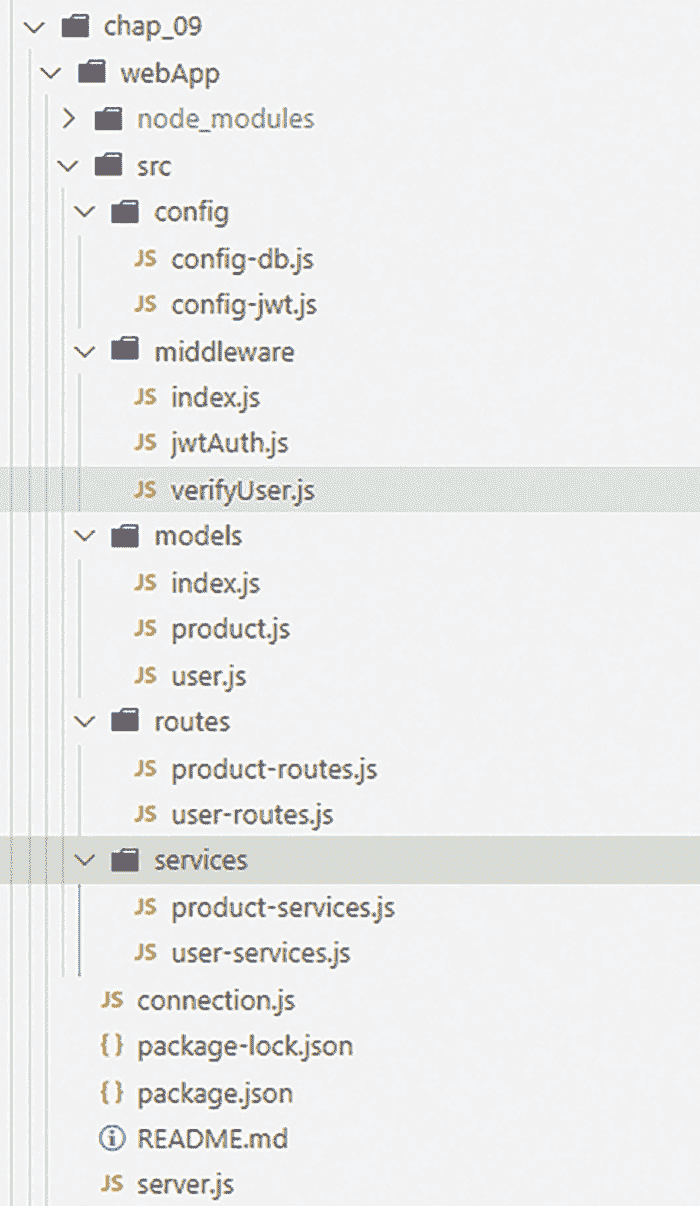 chap_09
webApp
node_modules
src
config
JS config-db.js
JS config-jwt.js
middleware
JS index.js
JS jwtAuth.js
JS verifyUser.js
models
JS index.js
JS product.js
JS user.js
routes
JS product-routes.js
JS user-routes.js
services
JS product-services.js
JS user-services.js
JS connection.js
{} package-lock.json
{} package.json
README.md
JS server.js